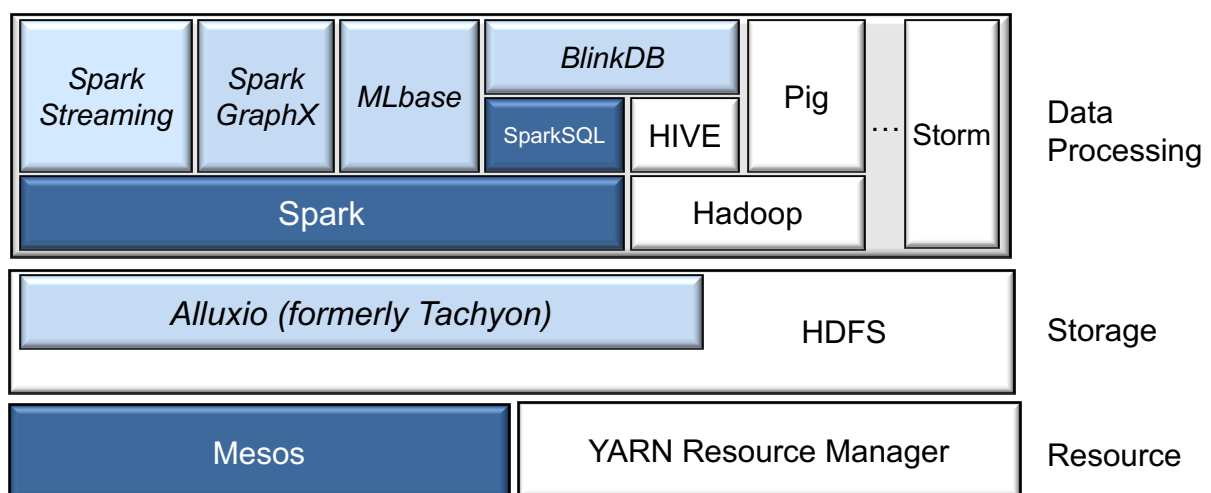 Spark
Streaming
Spark
GraphX
MLbase
BlinkDB
SparkSQL
HIVE
Pig
...
Storm
Data
Processing
Spark
Hadoop
Alluxio (formerly Tachyon)
HDFS
Storage
Mesos
YARN Resource Manager
Resource